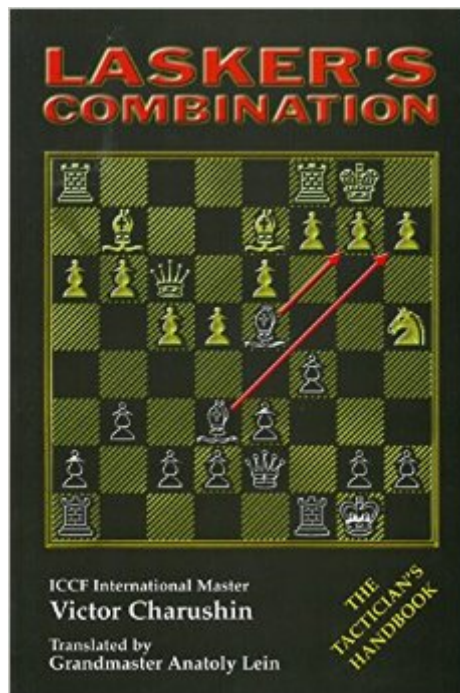 LASKER'S
COMBINATION
ICCF International Master
Victor Charushin
Translated by
Grandmaster Anatoly Lein
THE
TACTICIAN'S
HANDBOOK